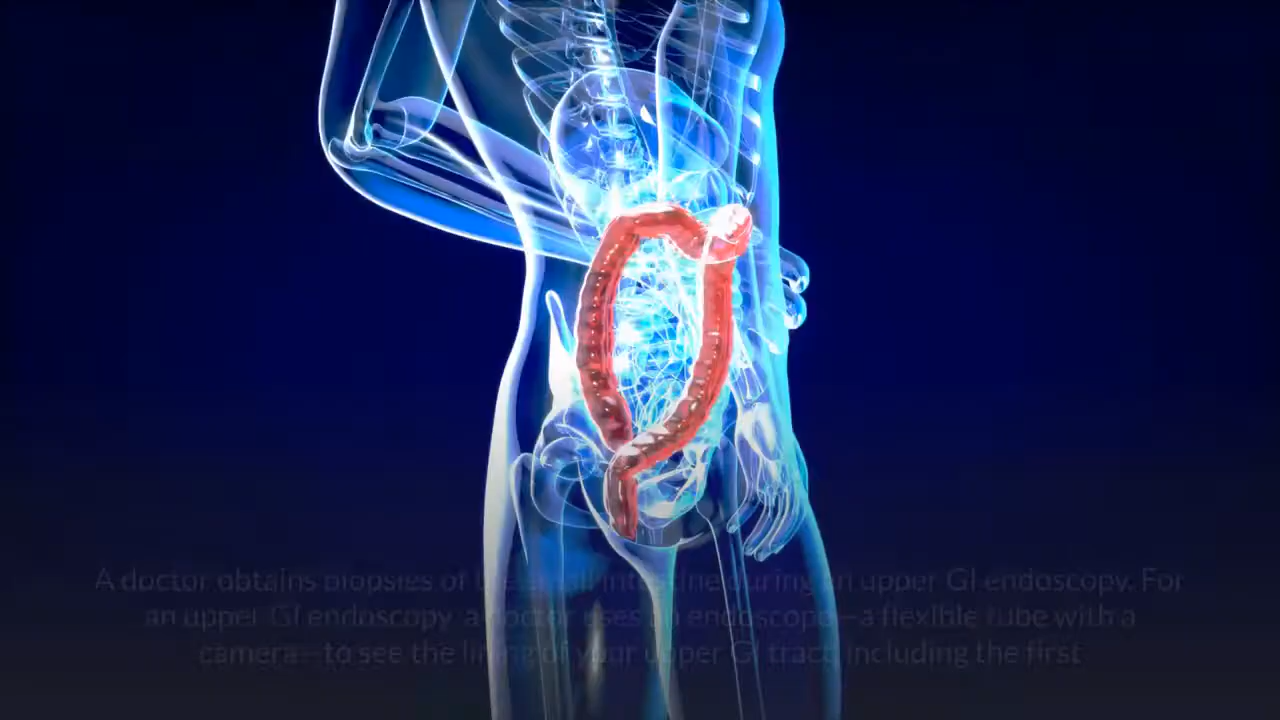 A doctor obtains biopsies of the small intestine during an upper GI endoscopy. For
an upper GI endoscopy, a doctor uses an endoscope—a flexible tube with a
camera—to see the lining of your upper GI tract, including the first